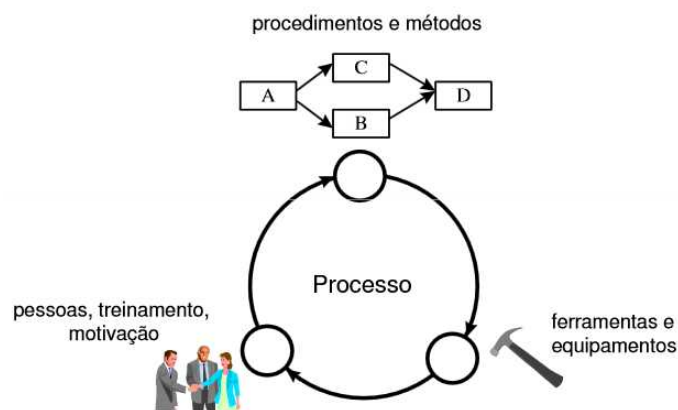 procedimentos e métodos
C
A
D
B
Processo
pessoas, treinamento,
motivação
ferramentas e
equipamentos